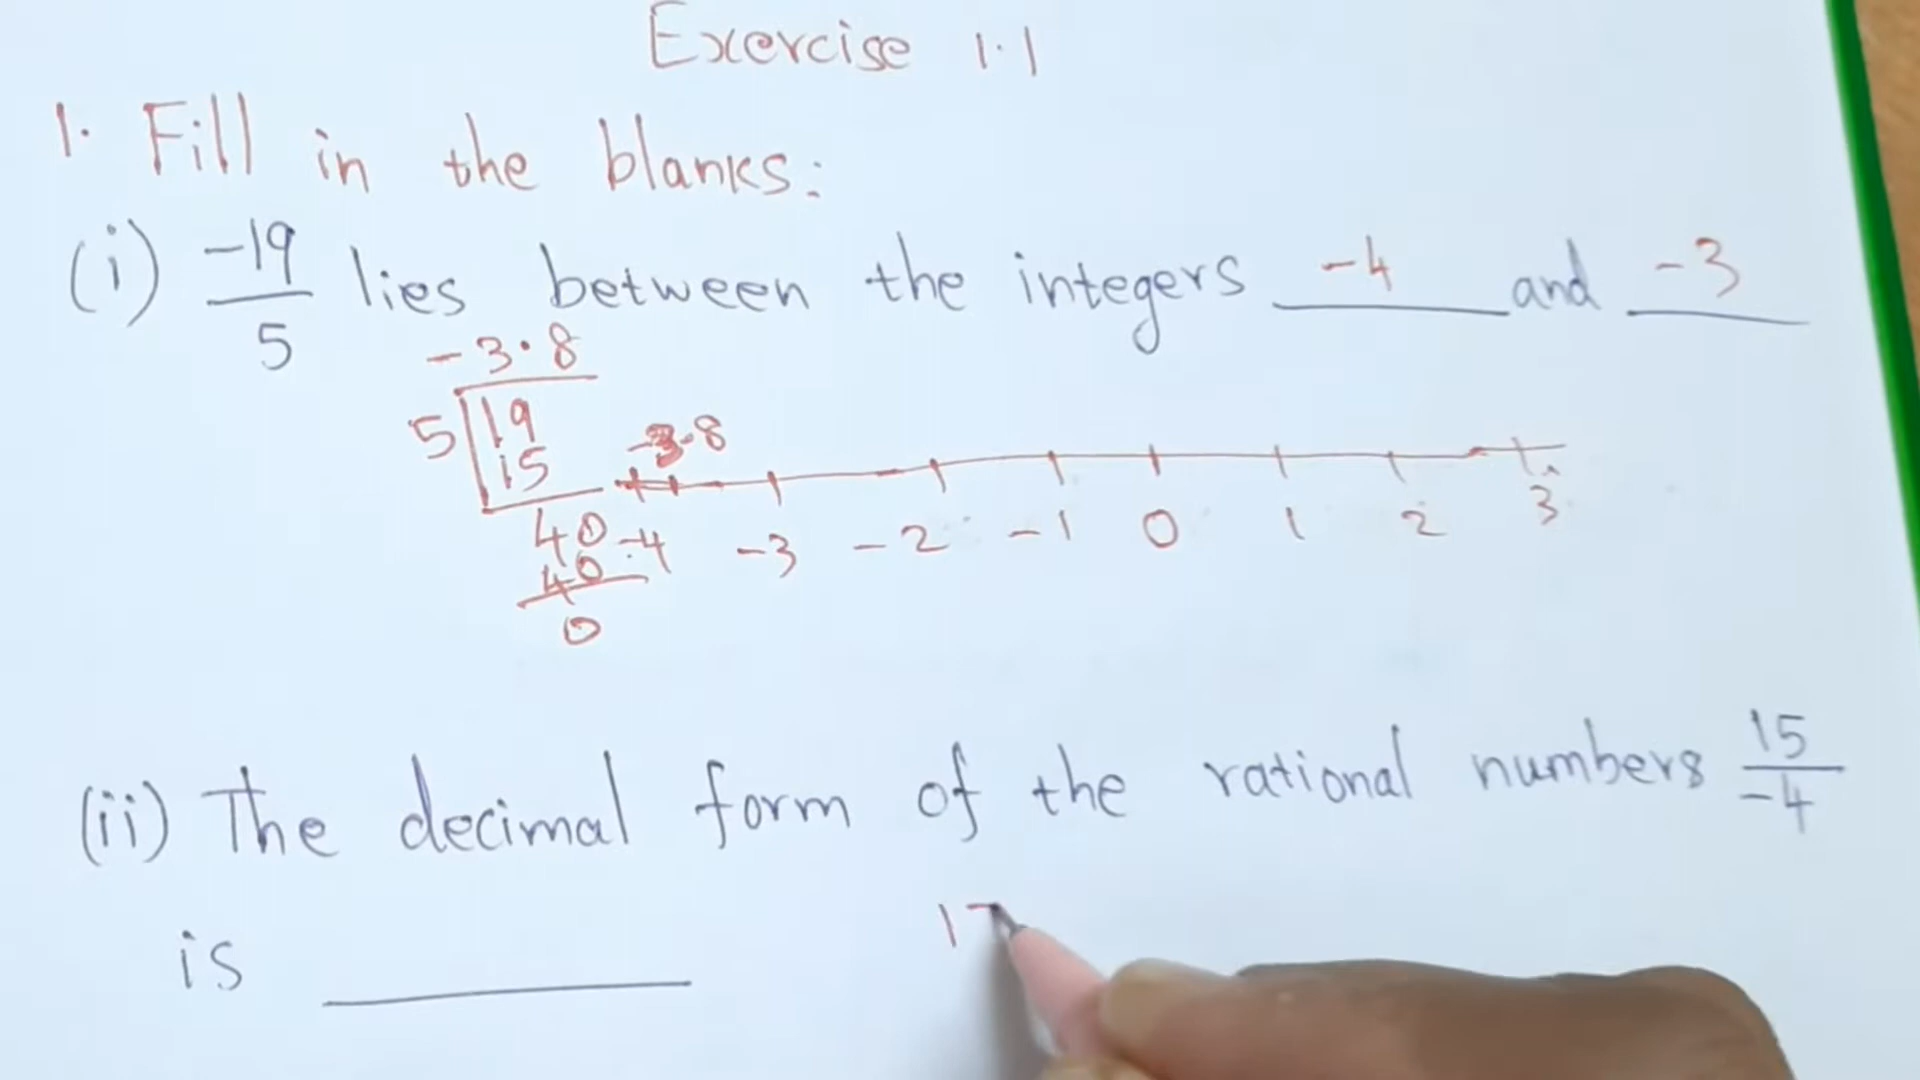 Exercise 1.1
1. Fill in the blanks:
(i) -19/5 lies between the integers -4 and -3
-3.8
5 19
15
40
40
0
-3.8
-4 -3 -2 -1 0 1 2 3
(ii) The decimal form of the rational numbers 15/-4
is ______
1